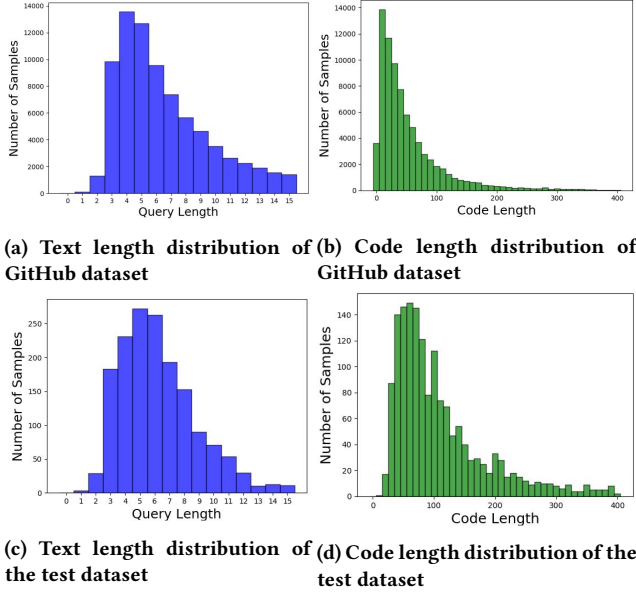 14000
12000
10000
8000
6000
4000
2000
0
Number of Samples
0 1 2 3 4 5 6 7 8 9 10 11 12 13 14 15
Query Length
14000
12000
10000
8000
6000
4000
2000
0
Number of Samples
0 100 200 300 400
Code Length
(a) Text length distribution of
GitHub dataset
(b) Code length distribution of
GitHub dataset
250
200
150
100
50
0
Number of Samples
0 1 2 3 4 5 6 7 8 9 10 11 12 13 14 15
Query Length
140
120
100
80
60
40
20
0
Number of Samples
0 100 200 300 400
Code Length
(c) Text length distribution of
the test dataset
(d) Code length distribution of the
test dataset